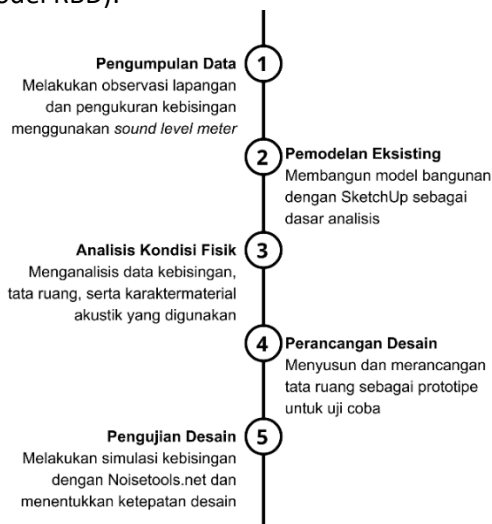 Pengumpulan Data
1
Melakukan observasi lapangan
dan pengukuran kebisingan
menggunakan sound level meter
2
Pemodelan Eksisting
Membangun model bangunan
dengan SketchUp sebagai
dasar analisis
Analisis Kondisi Fisik
3
Menganalisis data kebisingan,
tata ruang, serta karaktermaterial
akustik yang digunakan
4
Perancangan Desain
Menyusun dan merancangan
tata ruang sebagai prototipe
untuk uji coba
Pengujian Desain
5
Melakukan simulasi kebisingan
dengan Noisetools.net dan
menentukkan ketepatan desain